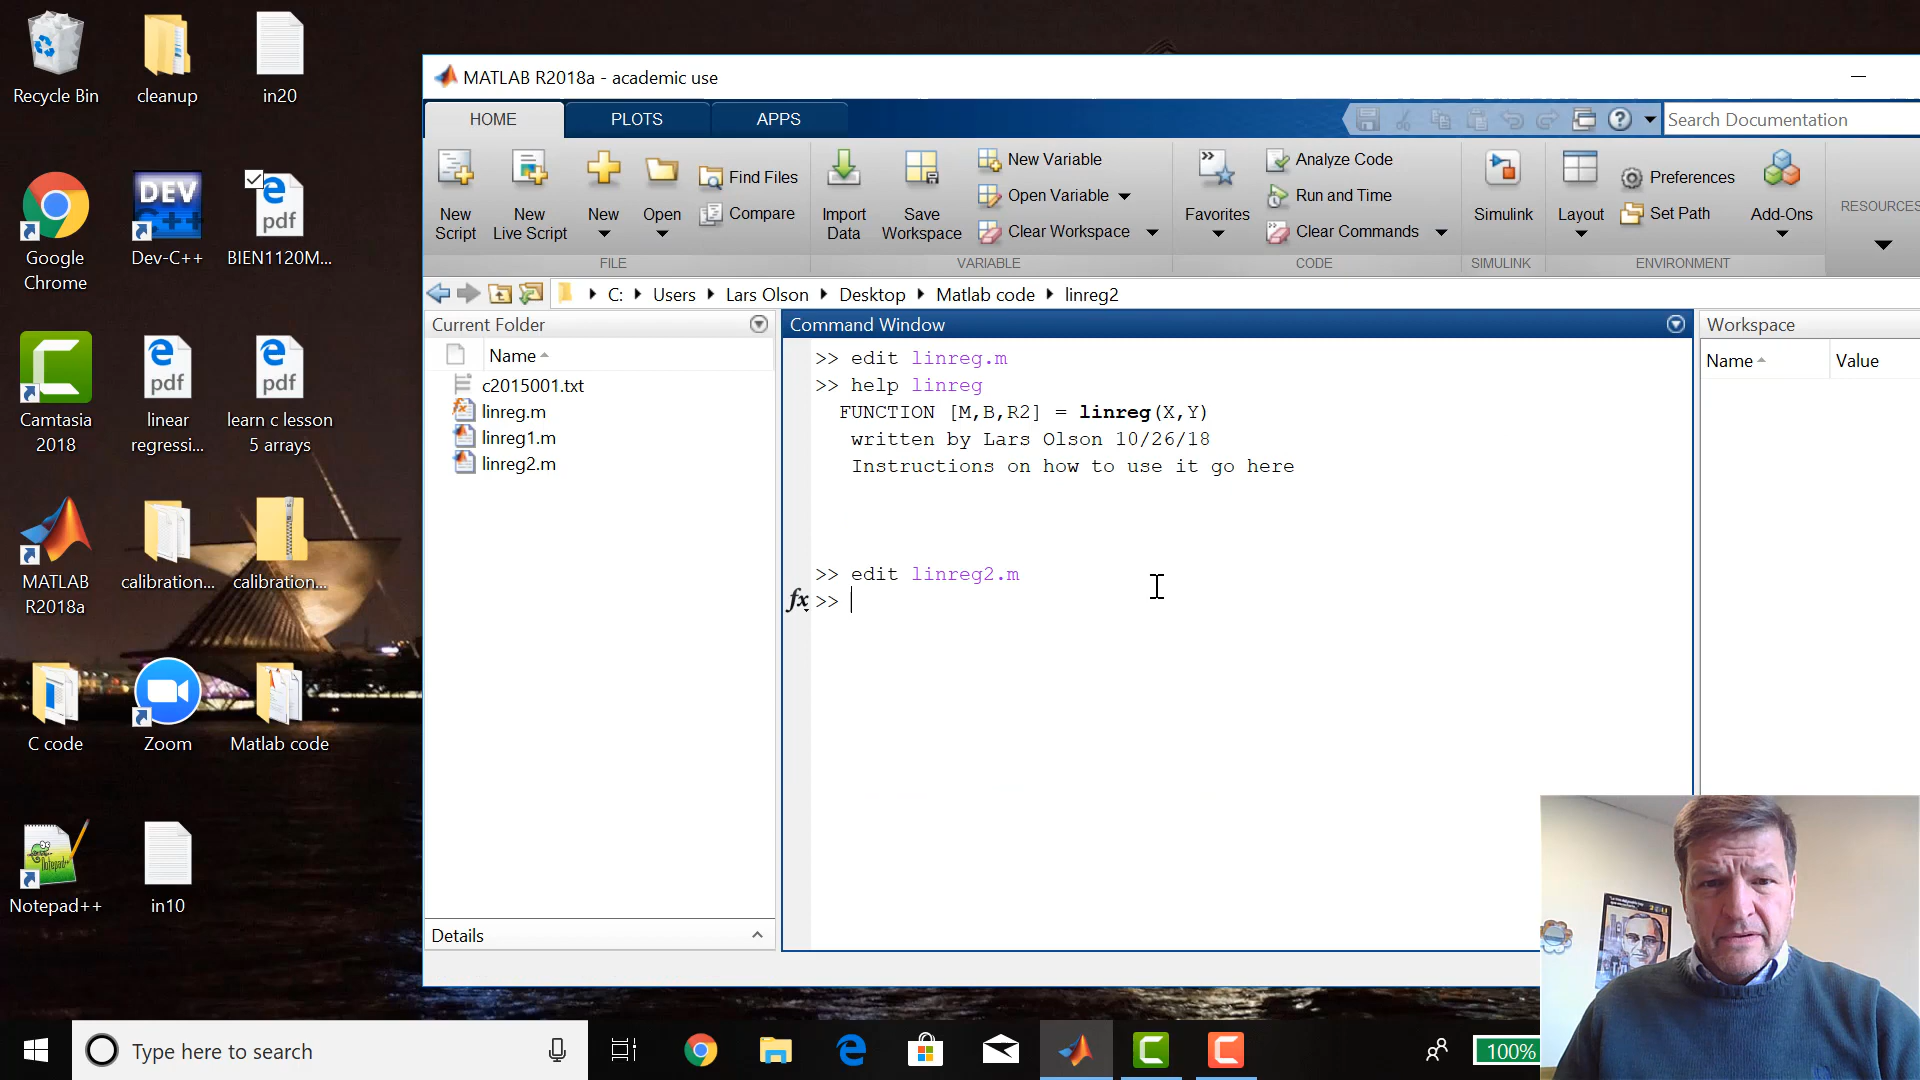 Recycle Bin
cleanup
in20
Google
Chrome
DEV
C++
Dev-C++
pdf
BIEN1120M...
Camtasia
2018
pdf
linear
regressi...
pdf
learn c lesson
5 arrays
MATLAB
R2018a
calibration...
calibration...
C code
Zoom
Matlab code
Notepad++
in10
MATLAB R2018a - academic use
HOME
PLOTS
APPS
Search Documentation
New
Script
New
Live Script
New
Open
Find Files
Compare
FILE
Import
Data
Save
Workspace
New Variable
Open Variable
Clear Workspace
VARIABLE
Favorites
Analyze Code
Run and Time
Clear Commands
CODE
Simulink
SIMULINK
Layout
Preferences
Set Path
Add-Ons
ENVIRONMENT
RESOURCES
C: Users Lars Olson Desktop Matlab code linreg2
Current Folder
Name
c2015001.txt
linreg.m
linreg1.m
linreg2.m
Details
Command Window
>> edit linreg.m
>> help linreg
FUNCTION [M,B,R2] = linreg(X,Y)
written by Lars Olson 10/26/18
Instructions on how to use it go here
>> edit linreg2.m
fx >>
Workspace
Name Value
Type here to search
100%